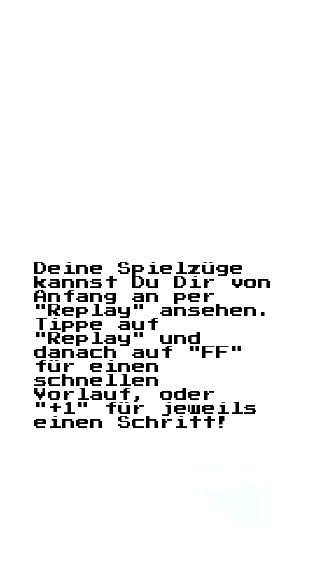 Deine Spielzüge
kannst Du Dir von
Anfang an per
"Replay" ansehen.
Tippe auf
"Replay" und
danach auf "FF"
für einen
schnellen
Vorlauf, oder
"+1" für jeweils
einen Schritt!